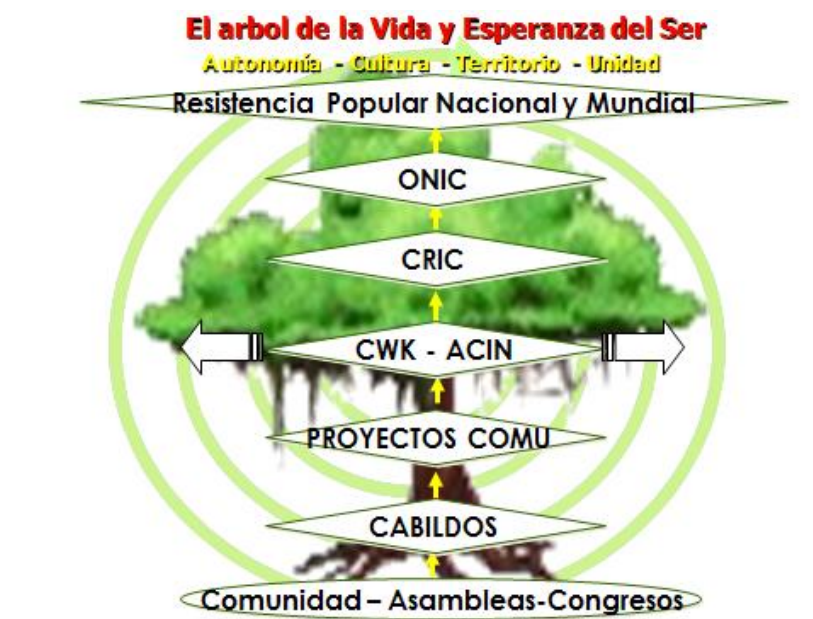 El arbol de la Vida y Esperanza del Ser
Autonomía - Cultura - Territorio - Unidad
Resistencia Popular Nacional y Mundial
ONIC
CRIC
CWK - ACIN
PROYECTOS COMU
CABILDOS
Comunidad – Asambleas-Congresos